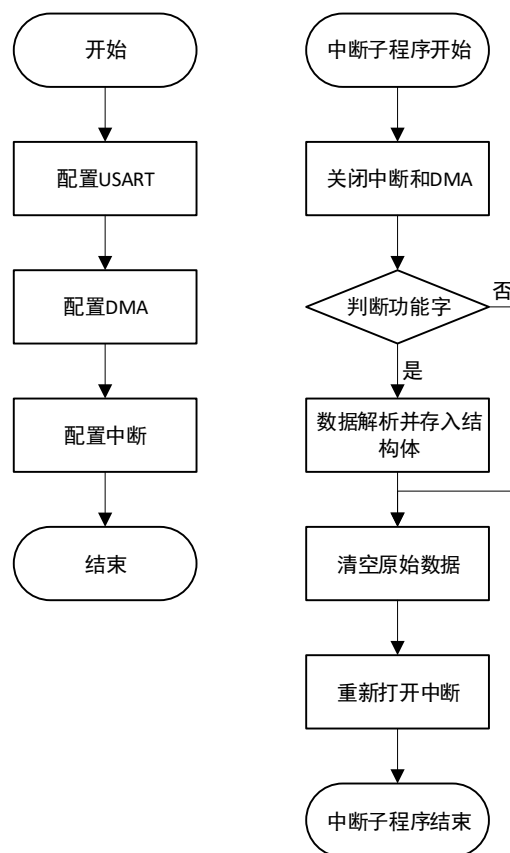 开始
配置USART
配置DMA
配置中断
结束
中断子程序开始
关闭中断和DMA
判断功能字
否
是
数据解析并存入结
构体
清空原始数据
重新打开中断
中断子程序结束